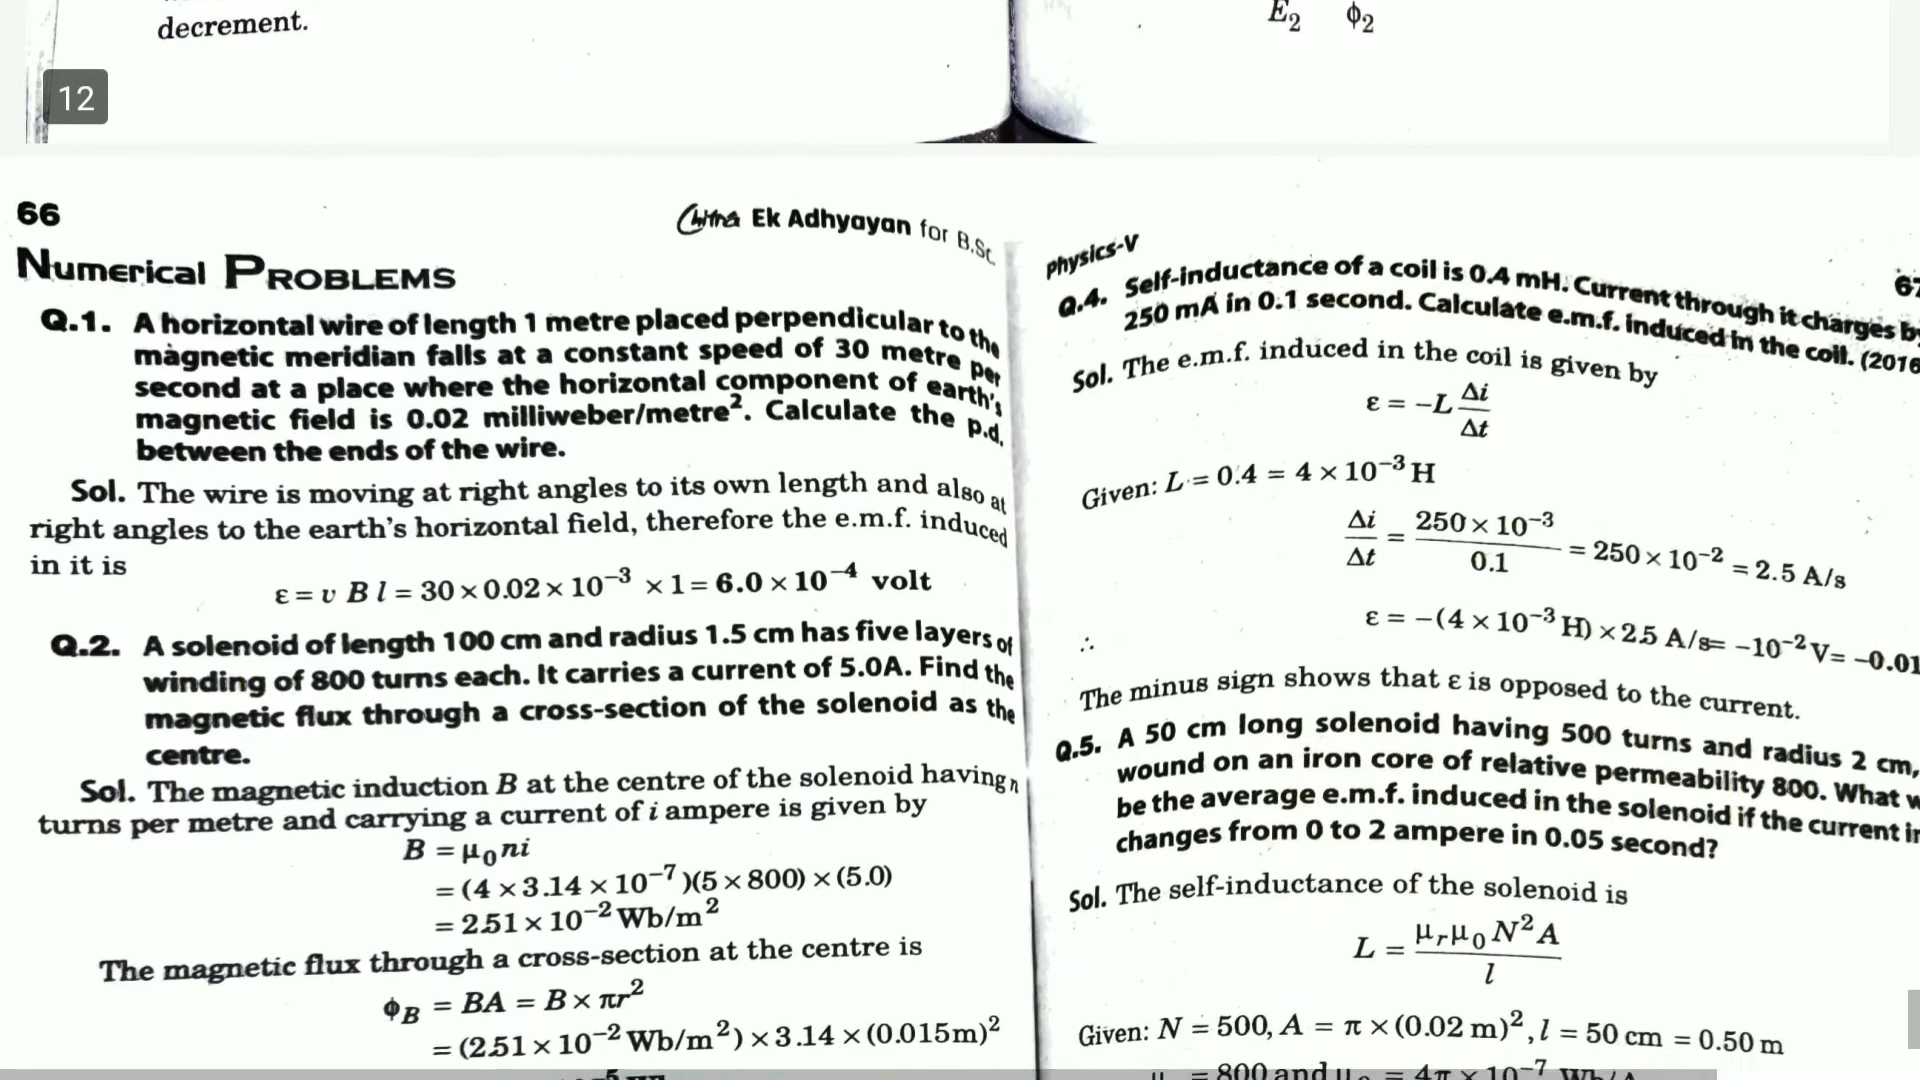 decrement.
E₂ ϕ₂
12
66
Chitra Ek Adhyayan for B.Sc.
NUMERICAL PROBLEMS
Q.1. A horizontal wire of length 1 metre placed perpendicular to the
magnetic meridian falls at a constant speed of 30 metre per
second at a place where the horizontal component of earth's
magnetic field is 0.02 milliweber/metre². Calculate the p.d.
between the ends of the wire.
Sol. The wire is moving at right angles to its own length and also at
right angles to the earth's horizontal field, therefore the e.m.f. induced
in it is
ε = v B l = 30 × 0.02 × 10⁻³ × 1 = 6.0 × 10⁻⁴ volt
Q.2. A solenoid of length 100 cm and radius 1.5 cm has five layers of
winding of 800 turns each. It carries a current of 5.0A. Find the
magnetic flux through a cross-section of the solenoid as the
centre.
Sol. The magnetic induction B at the centre of the solenoid having n
turns per metre and carrying a current of i ampere is given by
B = μ₀ni
= (4 × 3.14 × 10⁻⁷)(5 × 800) × (5.0)
= 2.51 × 10⁻² Wb/m²
The magnetic flux through a cross-section at the centre is
ϕ_B = BA = B × πr²
= (2.51 × 10⁻² Wb/m²) × 3.14 × (0.015m)²
Physics-V
67
Q.4. Self-inductance of a coil is 0.4 mH. Current through it charges by
250 mA in 0.1 second. Calculate e.m.f. induced in the coil. (2016
Sol. The e.m.f. induced in the coil is given by
ε = −L Δi/Δt
Given: L = 0.4 = 4 × 10⁻³ H
Δi/Δt = 250 × 10⁻³/0.1 = 250 × 10⁻² = 2.5 A/s
∴ ε = −(4 × 10⁻³ H) × 2.5 A/s = −10⁻² V = −0.01
The minus sign shows that ε is opposed to the current.
Q.5. A 50 cm long solenoid having 500 turns and radius 2 cm,
wound on an iron core of relative permeability 800. What
be the average e.m.f. induced in the solenoid if the current in
changes from 0 to 2 ampere in 0.05 second?
Sol. The self-inductance of the solenoid is
L = μᵣμ₀N²A/l
Given: N = 500, A = π × (0.02 m)², l = 50 cm = 0.50 m
= 800 and μ₀ = 4π × 10⁻⁷ Wb/A